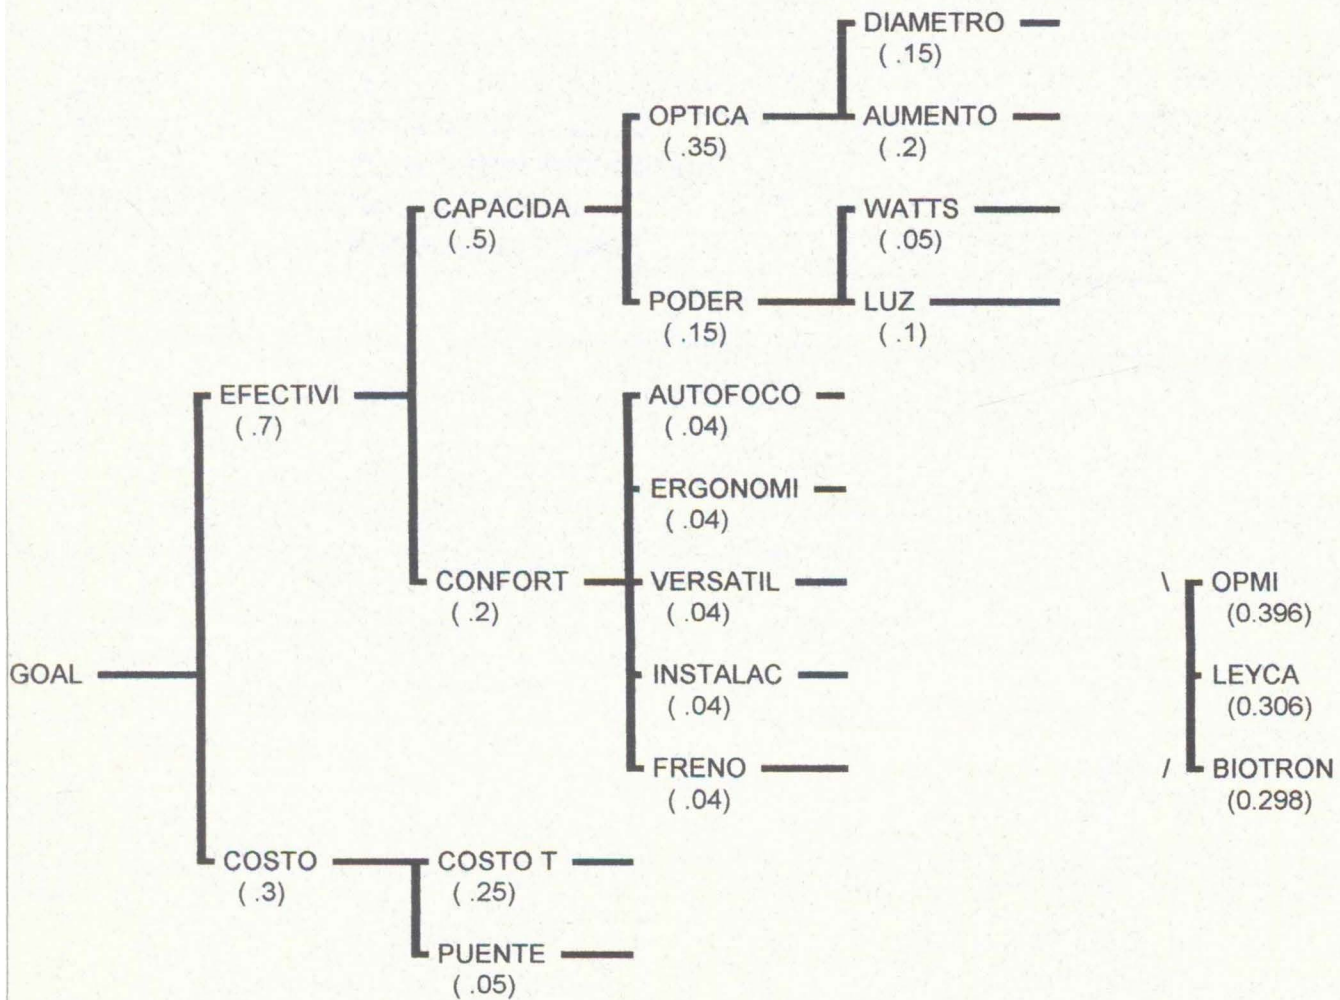 DIAMETRO
( .15)
OPTICA
( .35)
AUMENTO
( .2)
CAPACIDA
( .5)
WATTS
( .05)
PODER
( .15)
LUZ
( .1)
EFECTIVI
( .7)
AUTOFOCO
( .04)
ERGONOMI
( .04)
CONFORT
( .2)
VERSATIL
( .04)
\ OPMI
(0.396)
GOAL
INSTALAC
( .04)
LEYCA
(0.306)
FRENO
( .04)
/ BIOTRON
(0.298)
COSTO
( .3)
COSTO T
( .25)
PUENTE
( .05)